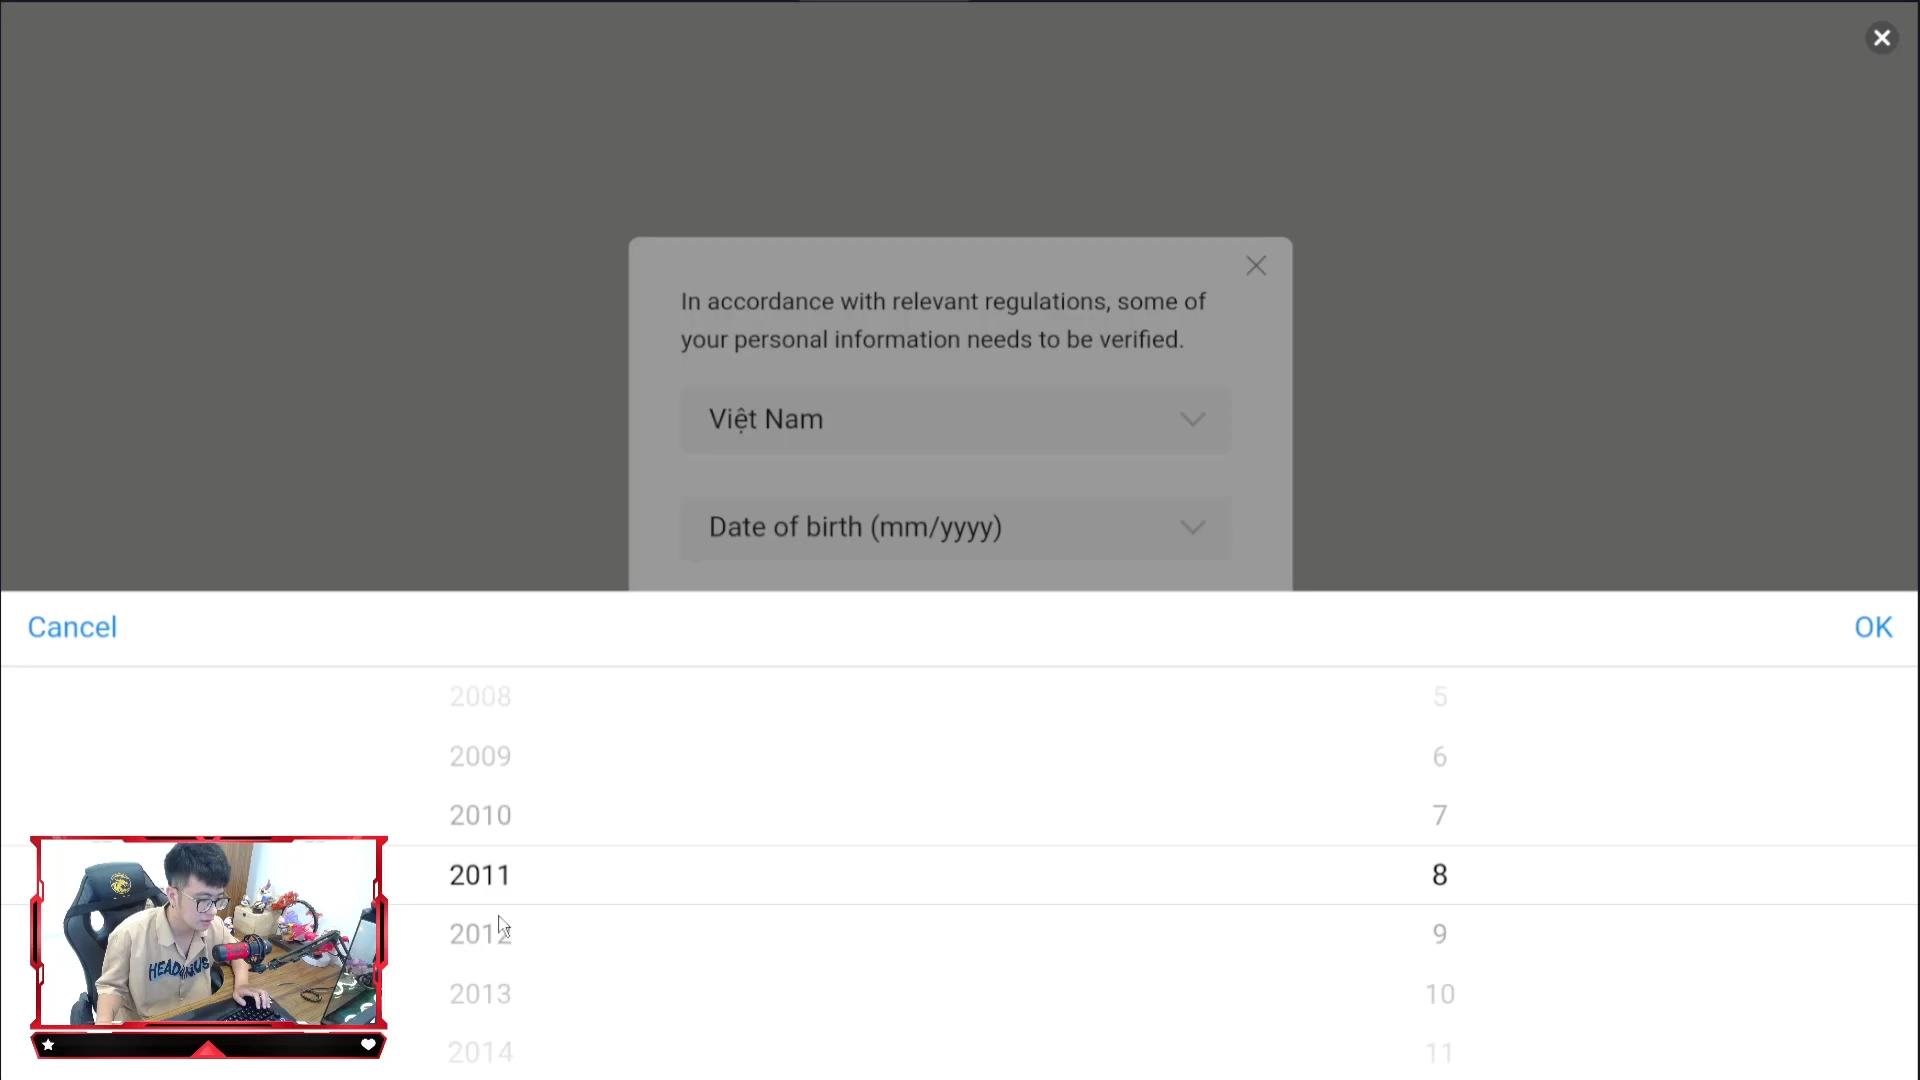 In accordance with relevant regulations, some of
your personal information needs to be verified.
Việt Nam
Date of birth (mm/yyyy)
Cancel
OK
2008 5
2009 6
2010 7
2011 8
2012 9
2013 10
2014 11